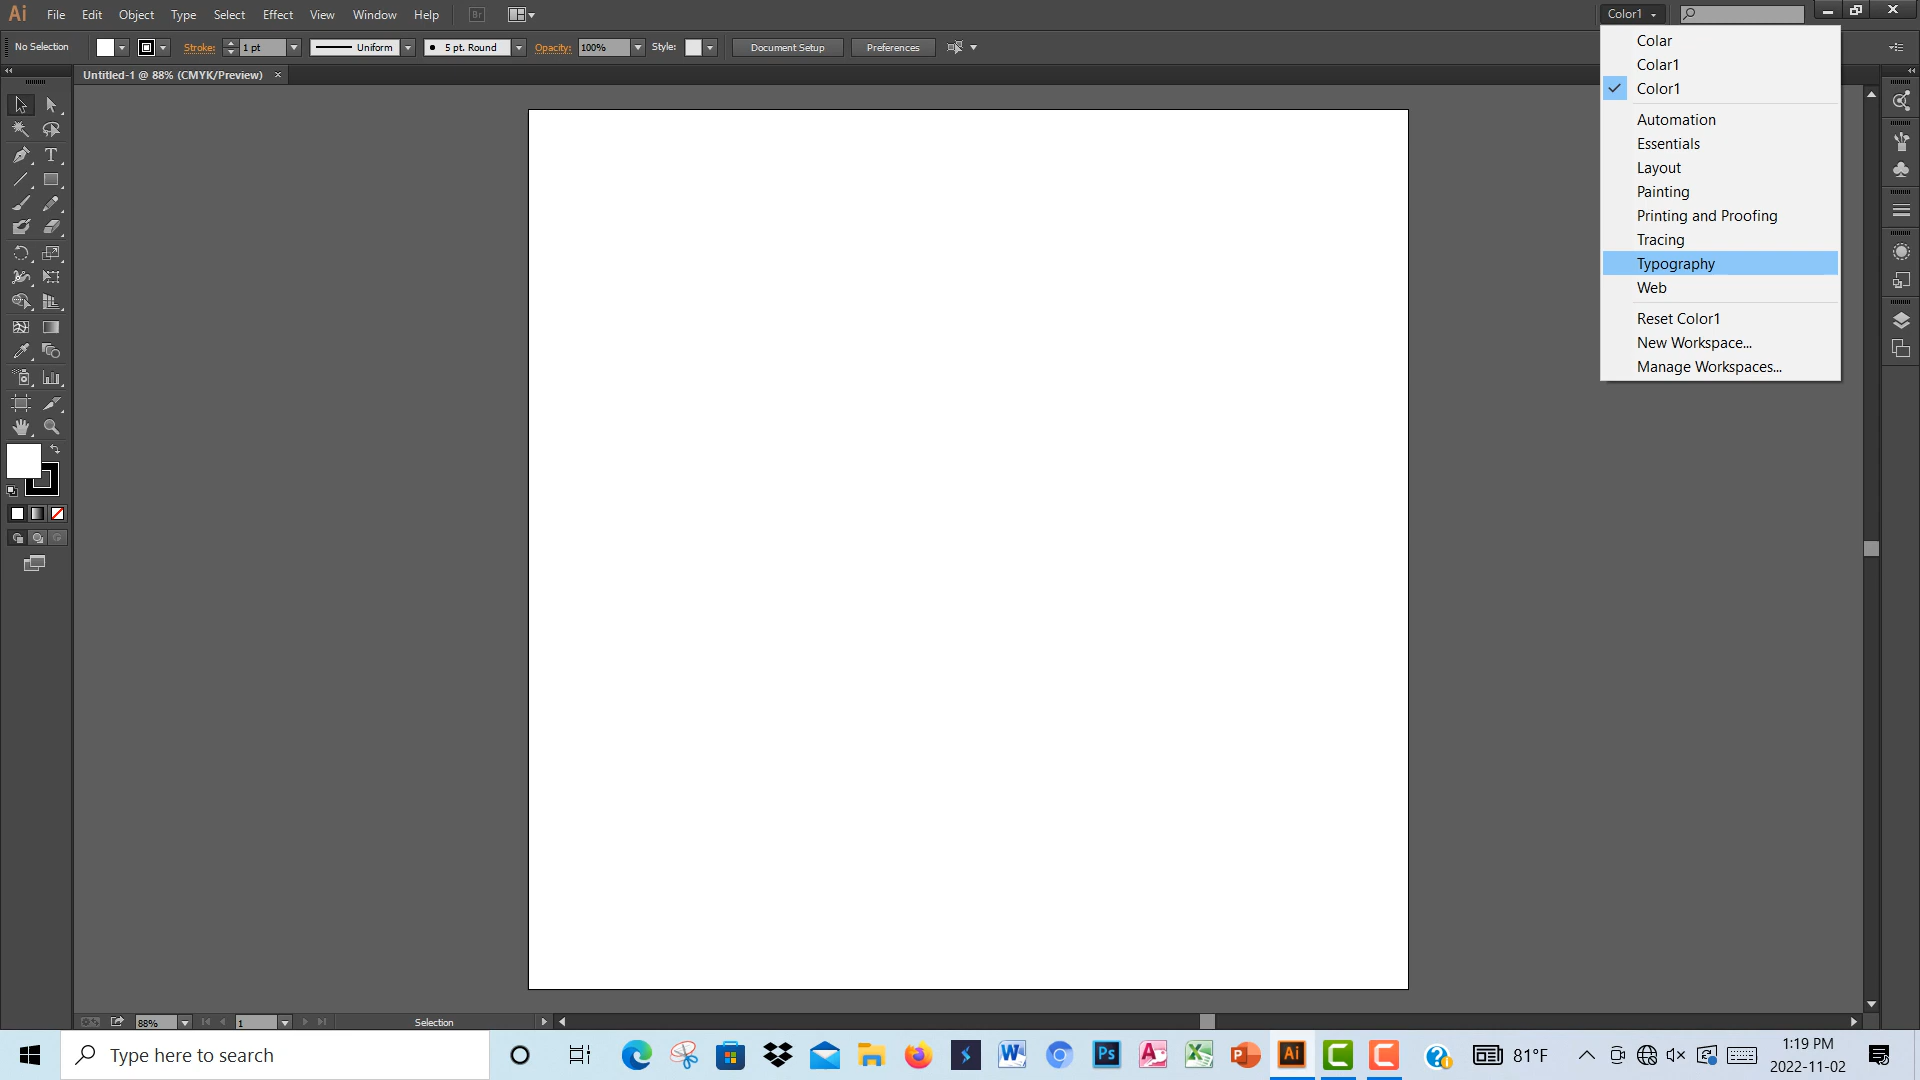 Ai File Edit Object Type Select Effect View Window Help Br Color1
No Selection Stroke: 1 pt Uniform 5 pt. Round Opacity: 100% Style: Document Setup Preferences
Untitled-1 @ 88% (CMYK/Preview) ×
Colar
Colar1
Color1
Automation
Essentials
Layout
Painting
Printing and Proofing
Tracing
Typography
Web
Reset Color1
New Workspace...
Manage Workspaces...
88% 1 Selection
Type here to search
Ps
Ai
81°F
1:19 PM
2022-11-02